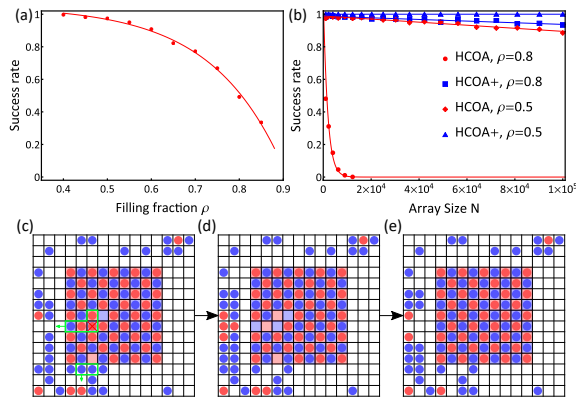 (a)
Success rate
1
0.8
0.6
0.4
0.2
0
0.4
0.5
0.6
0.7
0.8
0.9
Filling fraction ρ
(b)
Success rate
1
0.8
0.6
0.4
0.2
0
HCOA, ρ=0.8
HCOA+, ρ=0.8
HCOA, ρ=0.5
HCOA+, ρ=0.5
0
2×10⁴
4×10⁴
6×10⁴
8×10⁴
1×10⁵
Array Size N
(c)
(d)
(e)